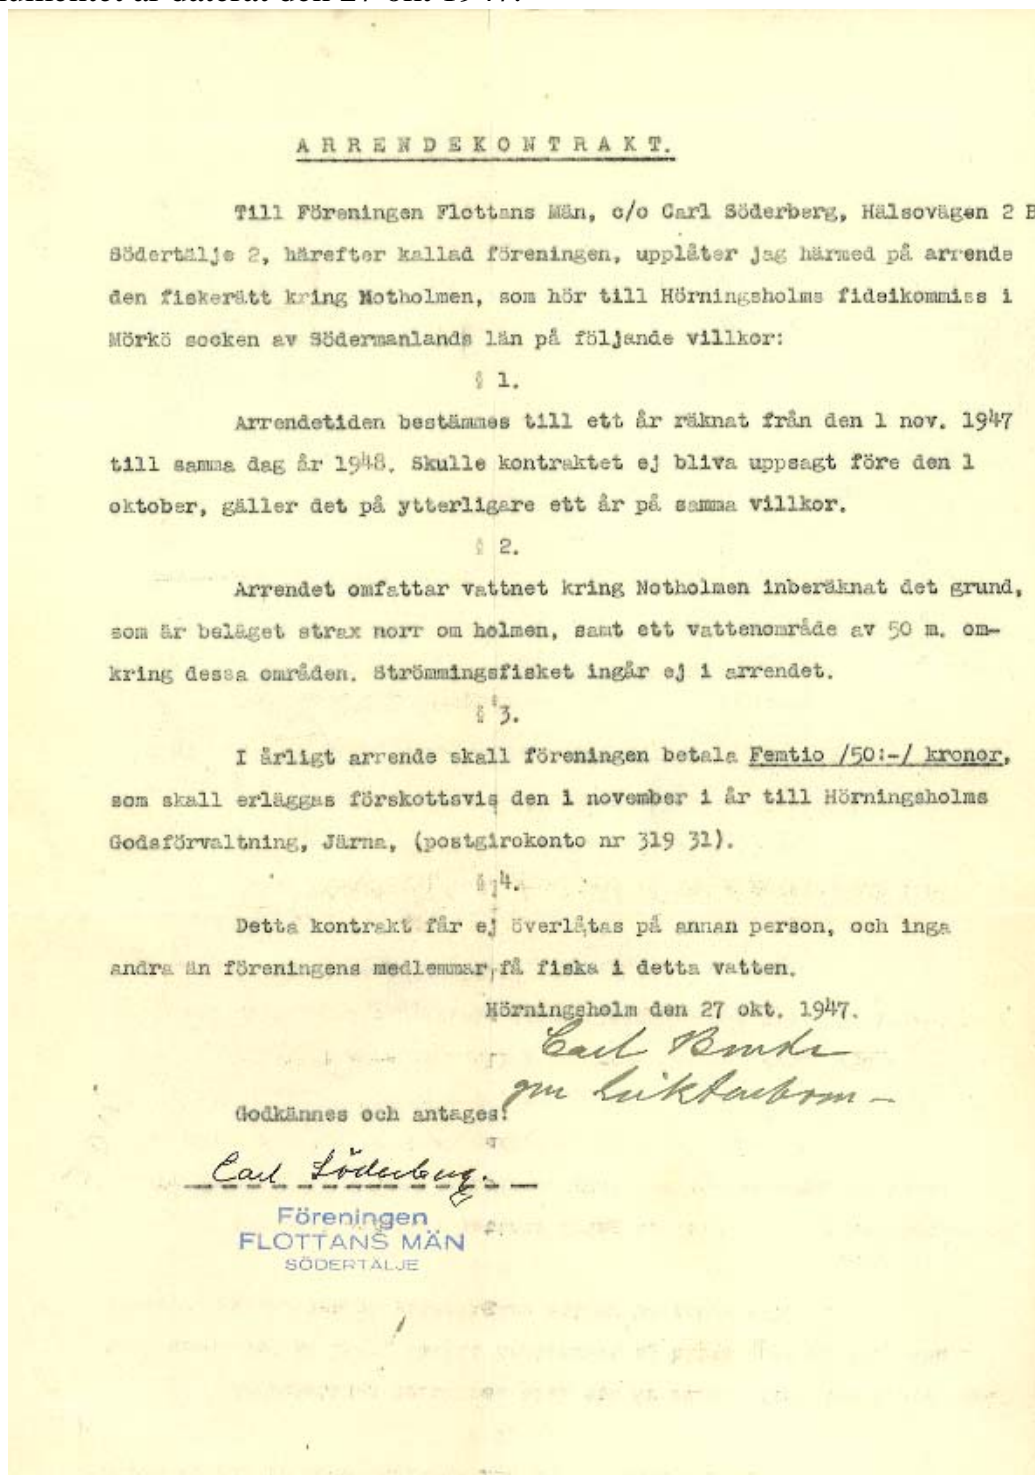 är daterat den 27 okt 1947.
ARRENDEKONTRAKT.
Till Föreningen Flottans Män, c/o Carl Söderberg, Hälsovägen 2 B
Södertälje 2, härefter kallad föreningen, upplåter jag härmed på arrende
den fiskerätt kring Notholmen, som hör till Hörningsholms fideikommiss i
Mörkö socken av Södermanlands län på följande villkor:
§ 1.
Arrendetiden bestämmes till ett år räknat från den 1 nov. 1947
till samma dag år 1948. Skulle kontraktet ej bliva uppsagt före den 1
oktober, gäller det på ytterligare ett år på samma villkor.
§ 2.
Arrendet omfattar vattnet kring Notholmen inberäknat det grund,
som är beläget strax norr om holmen, samt ett vattenområde av 50 m. om-
kring dessa områden. Strömmingsfisket ingår ej i arrendet.
§ 3.
I årligt arrende skall föreningen betala Femtio /50:-/ kronor,
som skall erläggas förskottsvis den 1 november i år till Hörningsholms
Godsförvaltning, Järna, (postgirokonto nr 319 31).
§ 4.
Detta kontrakt får ej överlåtas på annan person, och inga
andra än föreningens medlemmar få fiska i detta vatten.
Hörningsholm den 27 okt. 1947.
Carl Bonde
gm
Godkännes och antages:
Carl Söderberg.
Föreningen
FLOTTANS MÄN
SÖDERTÄLJE